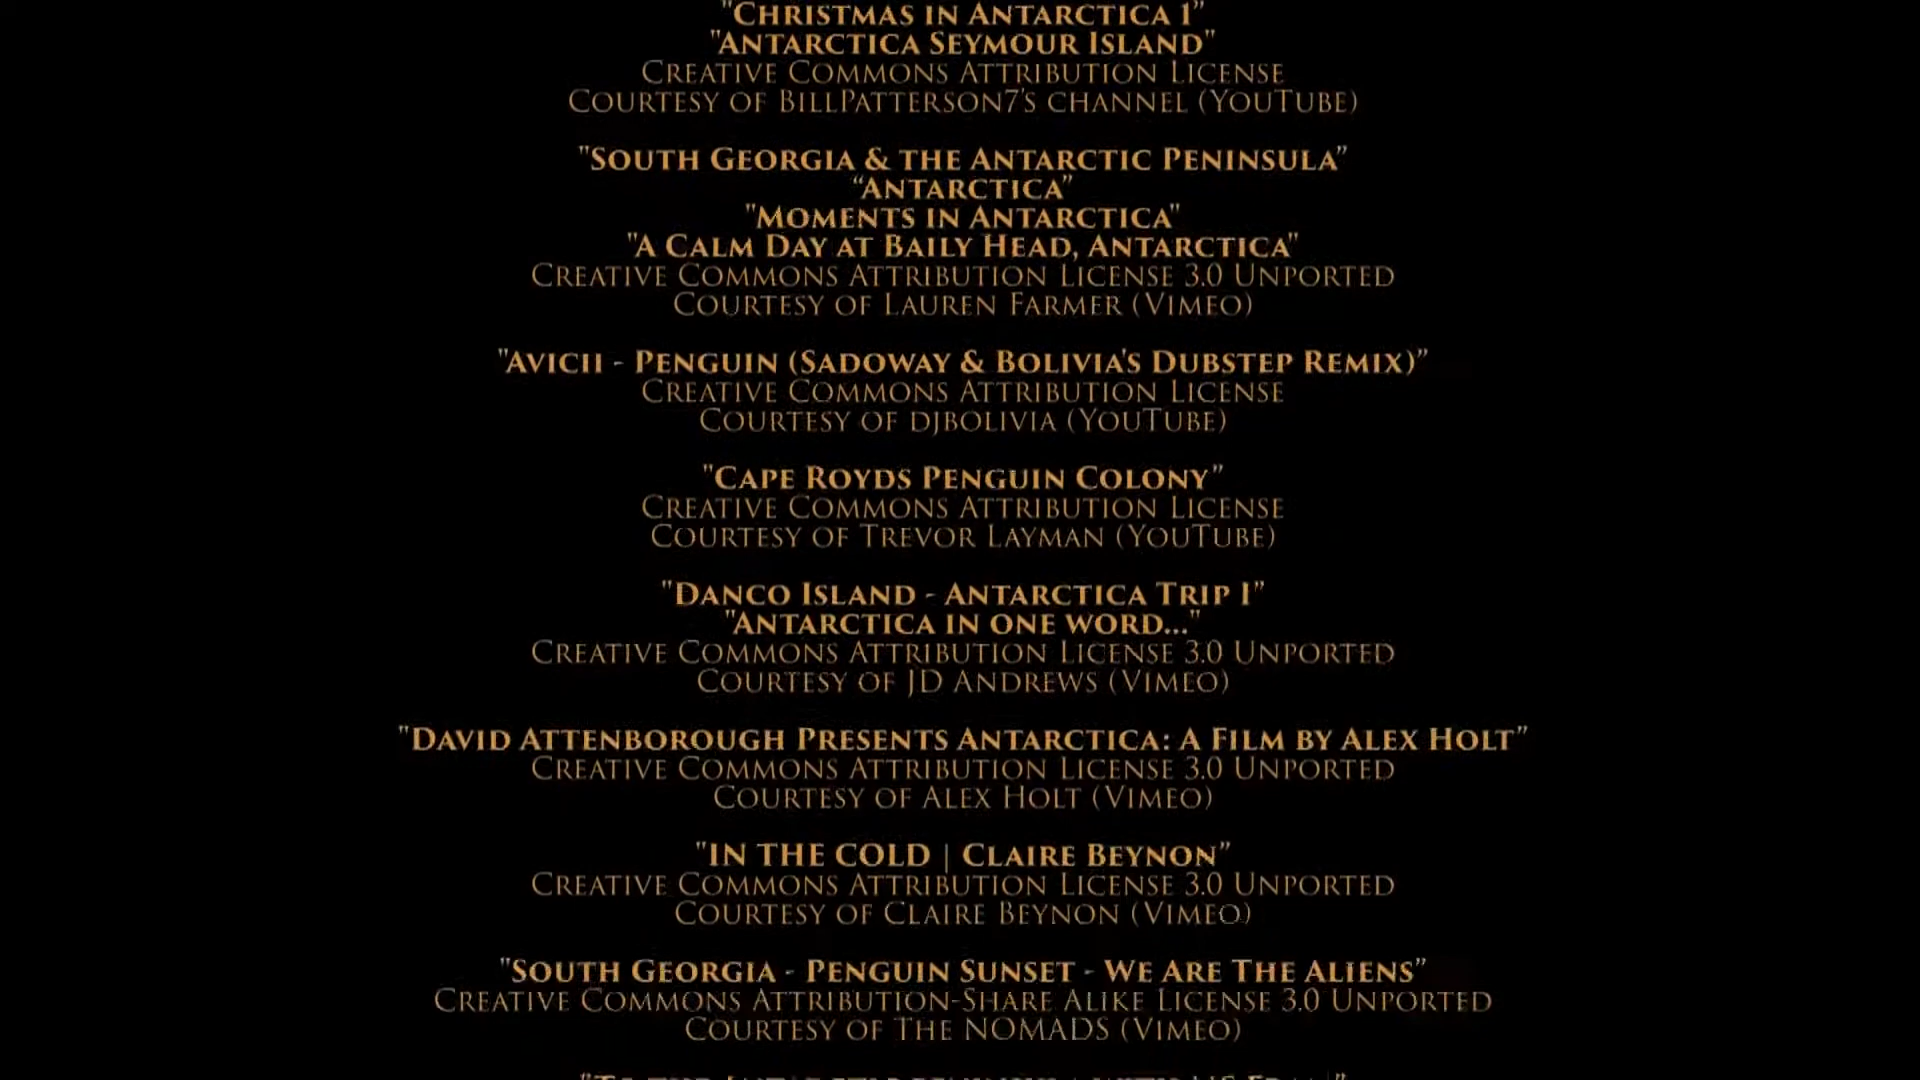 "Christmas in Antarctica 1"
"Antarctica Seymour Island"
Creative Commons Attribution License
Courtesy of BillPatterson7's channel (YouTube)
"South Georgia & the Antarctic Peninsula”
“Antarctica”
"Moments in Antarctica"
"A Calm Day at Baily Head, Antarctica"
Creative Commons Attribution License 3.0 Unported
Courtesy of Lauren Farmer (Vimeo)
"Avicii - Penguin (Sadoway & Bolivia's Dubstep Remix)”
Creative Commons Attribution License
Courtesy of djbolivia (YouTube)
"Cape Royds Penguin Colony”
Creative Commons Attribution License
Courtesy of Trevor Layman (YouTube)
"Danco Island - Antarctica Trip I”
"Antarctica in one word..."
Creative Commons Attribution License 3.0 Unported
Courtesy of JD Andrews (Vimeo)
"David Attenborough Presents Antarctica: A Film by Alex Holt”
Creative Commons Attribution License 3.0 Unported
Courtesy of Alex Holt (Vimeo)
"IN THE COLD | Claire Beynon”
Creative Commons Attribution License 3.0 Unported
Courtesy of Claire Beynon (Vimeo)
"South Georgia - Penguin Sunset - We Are The Aliens”
Creative Commons Attribution-Share Alike License 3.0 Unported
Courtesy of The NOMADS (Vimeo)